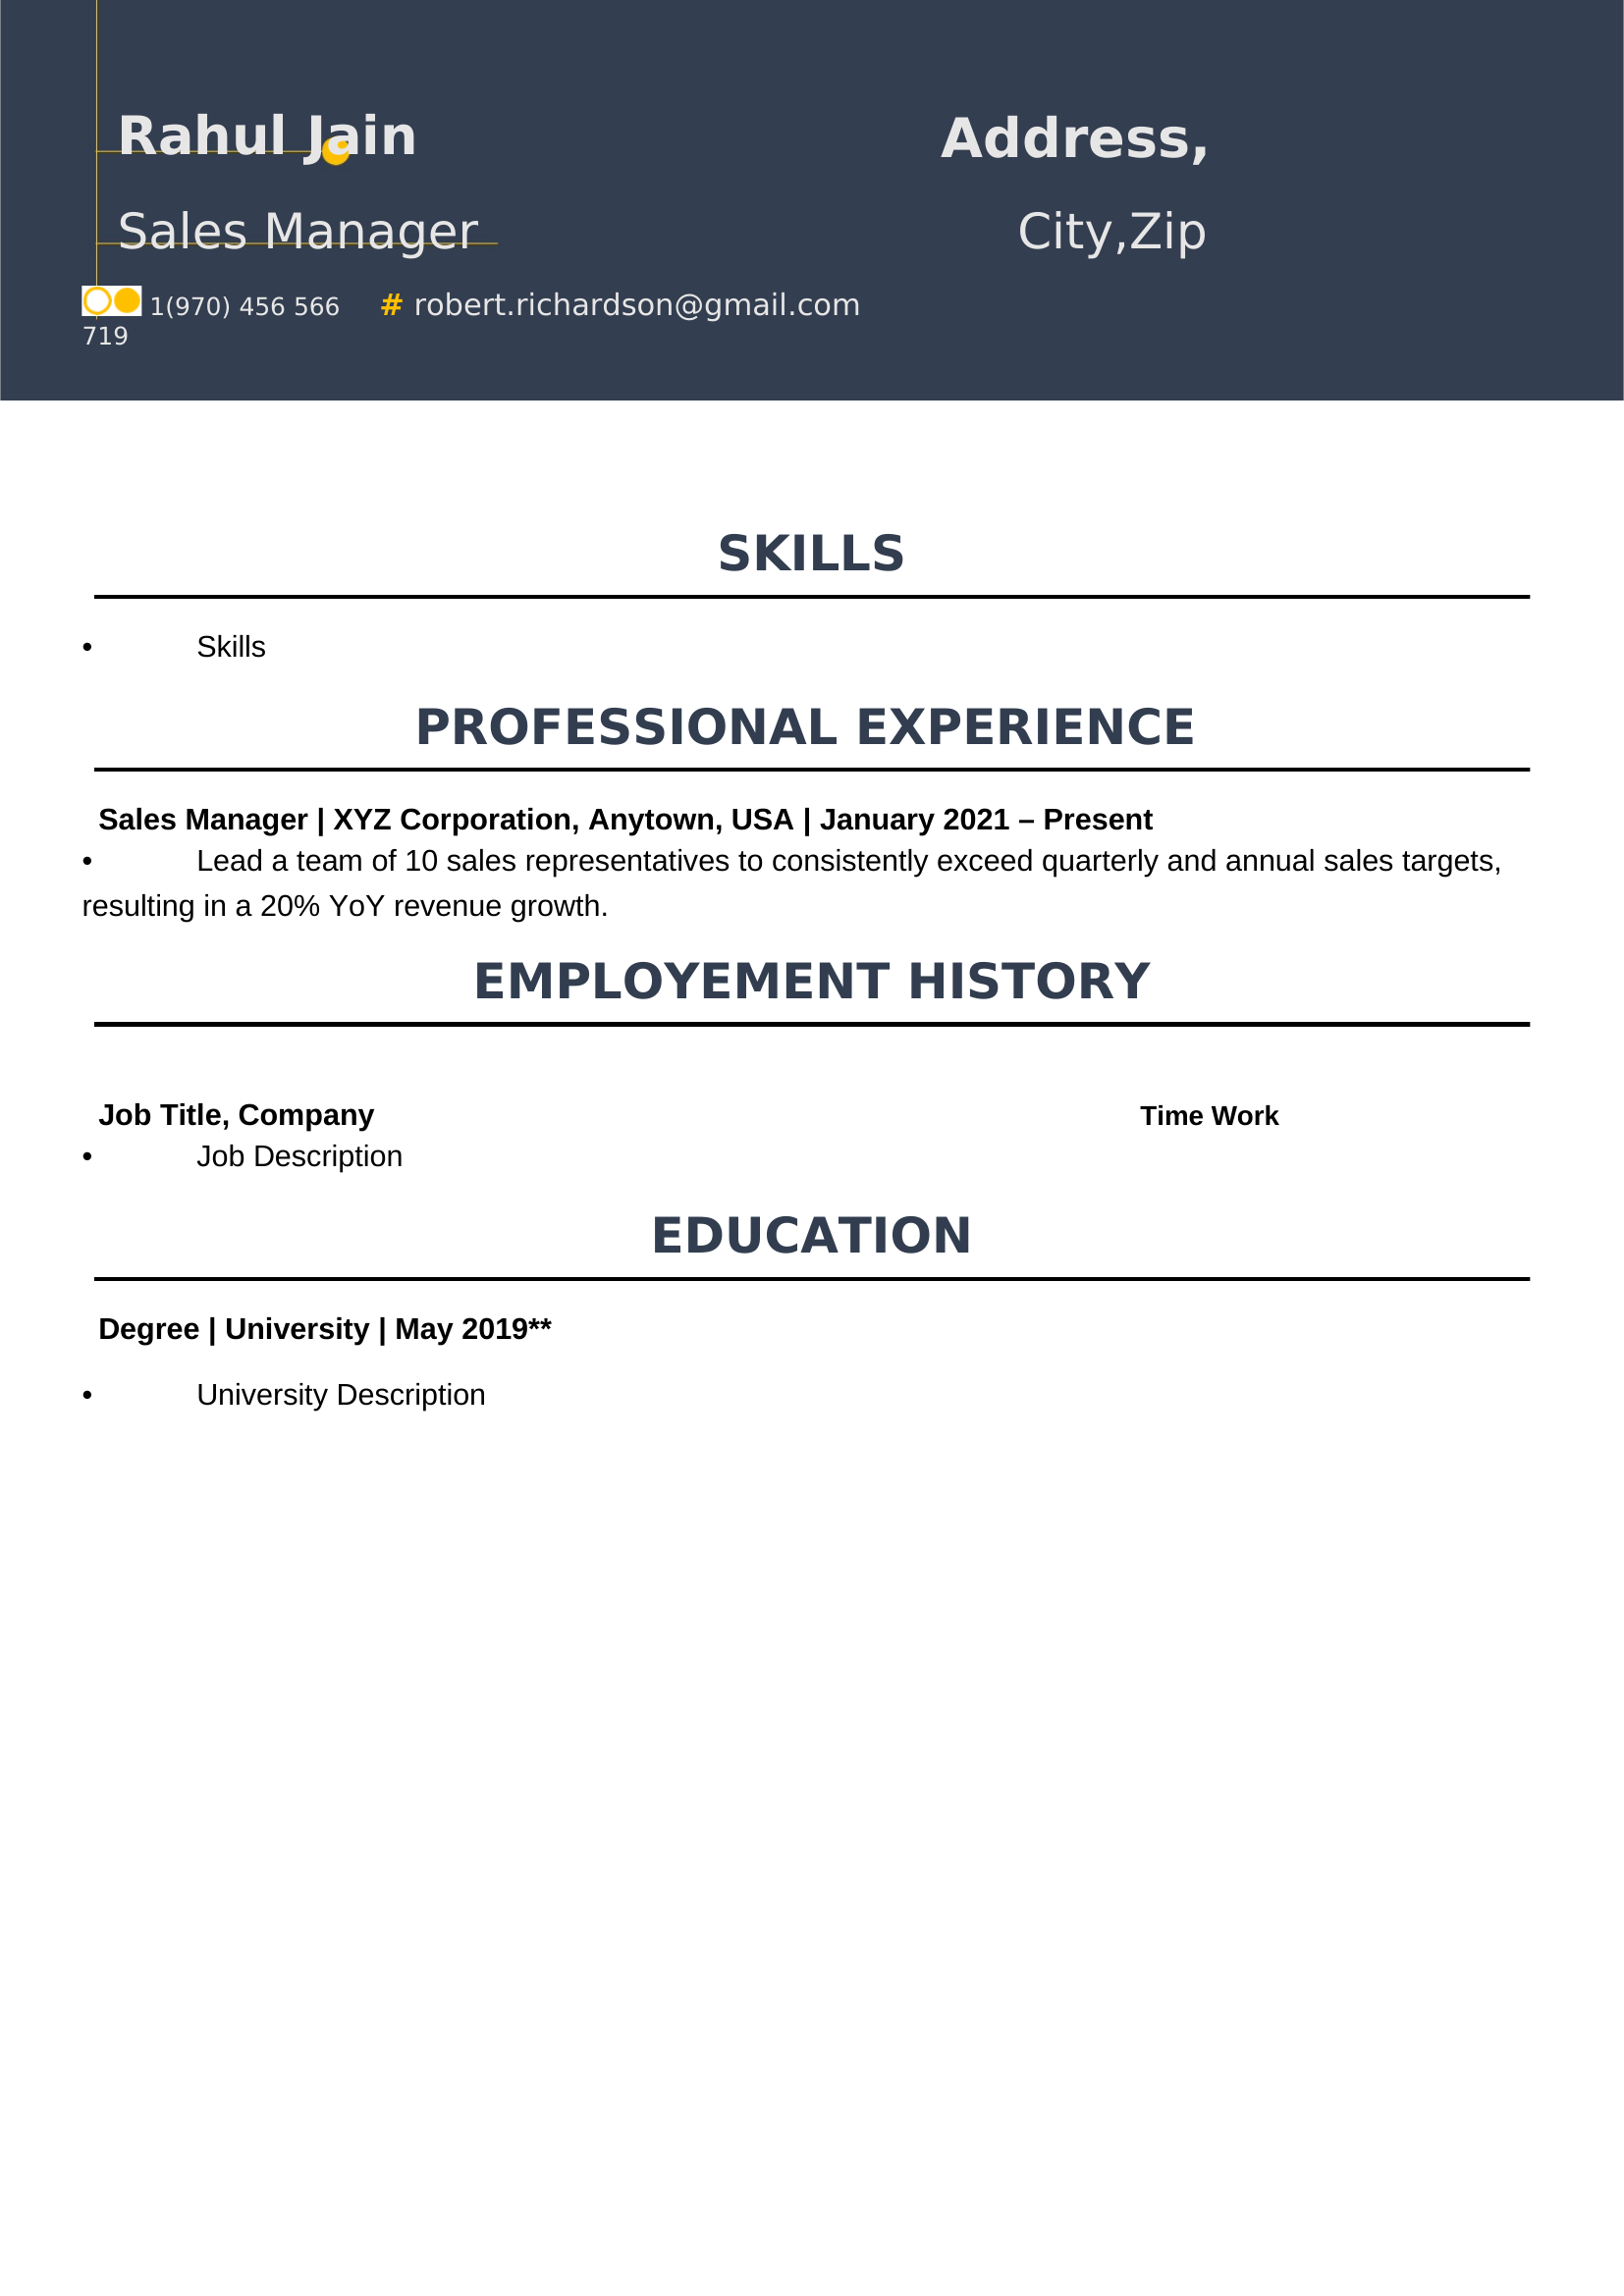 Rahul Jain Address,
Sales Manager City,Zip
1(970) 456 566 # robert.richardson@gmail.com
719
SKILLS
• Skills
PROFESSIONAL EXPERIENCE
Sales Manager | XYZ Corporation, Anytown, USA | January 2021 – Present
• Lead a team of 10 sales representatives to consistently exceed quarterly and annual sales targets,
resulting in a 20% YoY revenue growth.
EMPLOYEMENT HISTORY
Job Title, Company Time Work
• Job Description
EDUCATION
Degree | University | May 2019**
• University Description